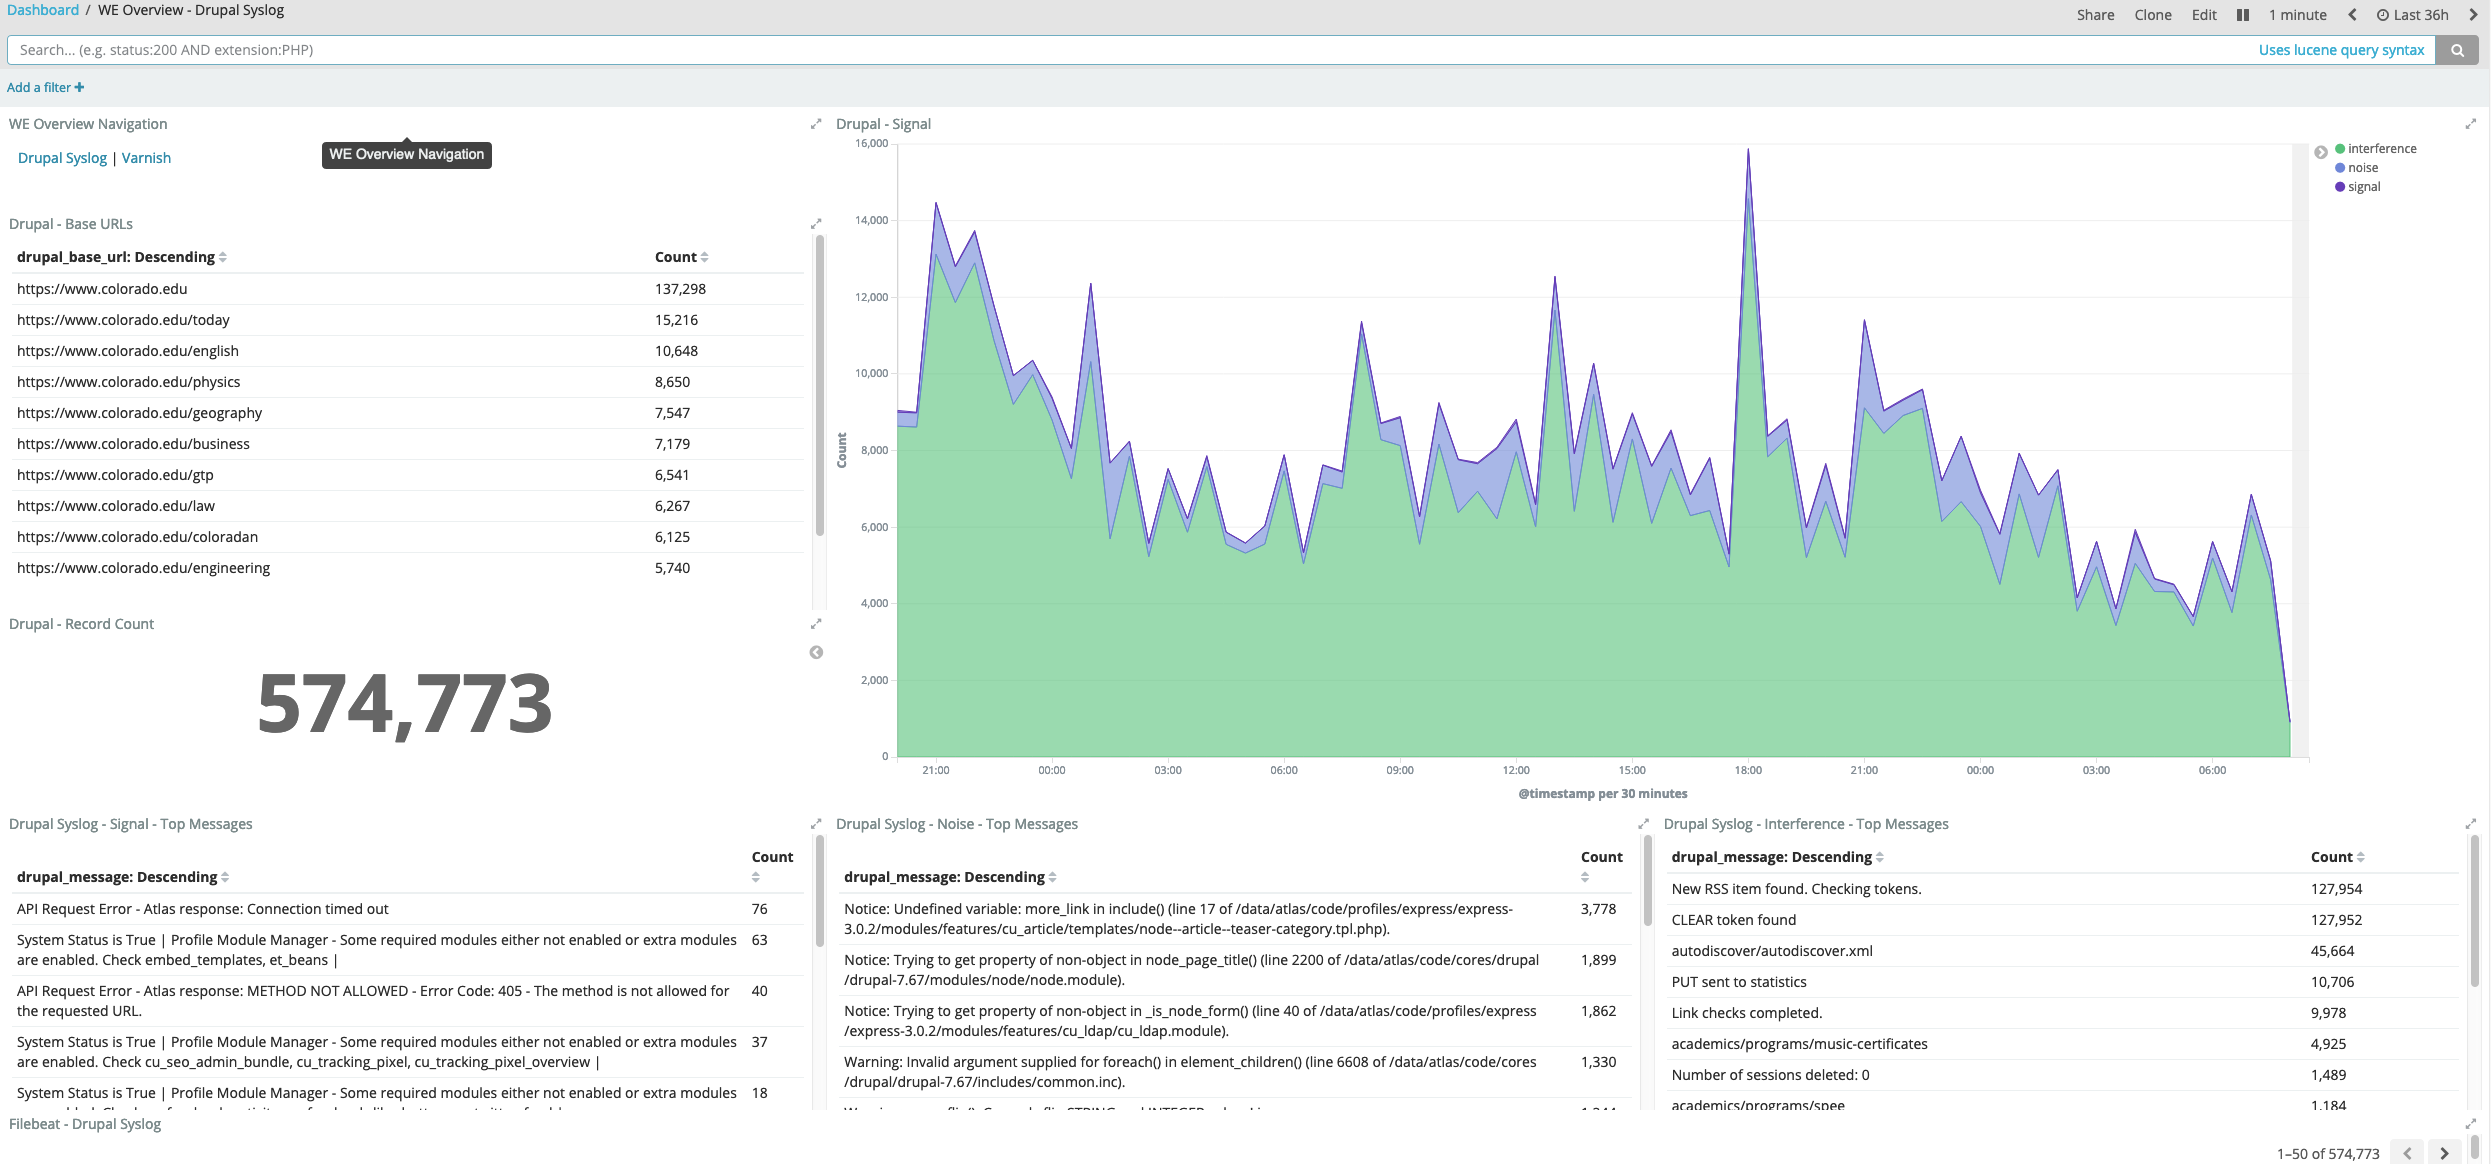 Dashboard / WE Overview - Drupal Syslog
Share Clone Edit 1 minute Last 36h
Search... (e.g. status:200 AND extension:PHP)
Uses lucene query syntax
Add a filter
WE Overview Navigation
Drupal Syslog | Varnish
WE Overview Navigation
Drupal - Base URLs
drupal_base_url: Descending Count
https://www.colorado.edu 137,298
https://www.colorado.edu/today 15,216
https://www.colorado.edu/english 10,648
https://www.colorado.edu/physics 8,650
https://www.colorado.edu/geography 7,547
https://www.colorado.edu/business 7,179
https://www.colorado.edu/gtp 6,541
https://www.colorado.edu/law 6,267
https://www.colorado.edu/coloradan 6,125
https://www.colorado.edu/engineering 5,740
Drupal - Record Count
574,773
Drupal - Signal
16,000
14,000
12,000
10,000
8,000
6,000
4,000
2,000
0
Count
21:00 00:00 03:00 06:00 09:00 12:00 15:00 18:00 21:00 00:00 03:00 06:00
@timestamp per 30 minutes
interference
noise
signal
Drupal Syslog - Signal - Top Messages
drupal_message: Descending Count
API Request Error - Atlas response: Connection timed out 76
System Status is True | Profile Module Manager - Some required modules either not enabled or extra modules 63
are enabled. Check embed_templates, et_beans |
API Request Error - Atlas response: METHOD NOT ALLOWED - Error Code: 405 - The method is not allowed for 40
the requested URL.
System Status is True | Profile Module Manager - Some required modules either not enabled or extra modules 37
are enabled. Check cu_seo_admin_bundle, cu_tracking_pixel, cu_tracking_pixel_overview |
System Status is True | Profile Module Manager - Some required modules either not enabled or extra modules 18
Drupal Syslog - Noise - Top Messages
drupal_message: Descending Count
Notice: Undefined variable: more_link in include() (line 17 of /data/atlas/code/profiles/express/express- 3,778
3.0.2/modules/features/cu_article/templates/node--article--teaser-category.tpl.php).
Notice: Trying to get property of non-object in node_page_title() (line 2200 of /data/atlas/code/cores/drupal 1,899
/drupal-7.67/modules/node/node.module).
Notice: Trying to get property of non-object in _is_node_form() (line 40 of /data/atlas/code/profiles/express 1,862
/express-3.0.2/modules/features/cu_ldap/cu_ldap.module).
Warning: Invalid argument supplied for foreach() in element_children() (line 6608 of /data/atlas/code/cores 1,330
/drupal/drupal-7.67/includes/common.inc).
Drupal Syslog - Interference - Top Messages
drupal_message: Descending Count
New RSS item found. Checking tokens. 127,954
CLEAR token found 127,952
autodiscover/autodiscover.xml 45,664
PUT sent to statistics 10,706
Link checks completed. 9,978
academics/programs/music-certificates 4,925
Number of sessions deleted: 0 1,489
academics/programs/spee 1,184
Filebeat - Drupal Syslog
1–50 of 574,773